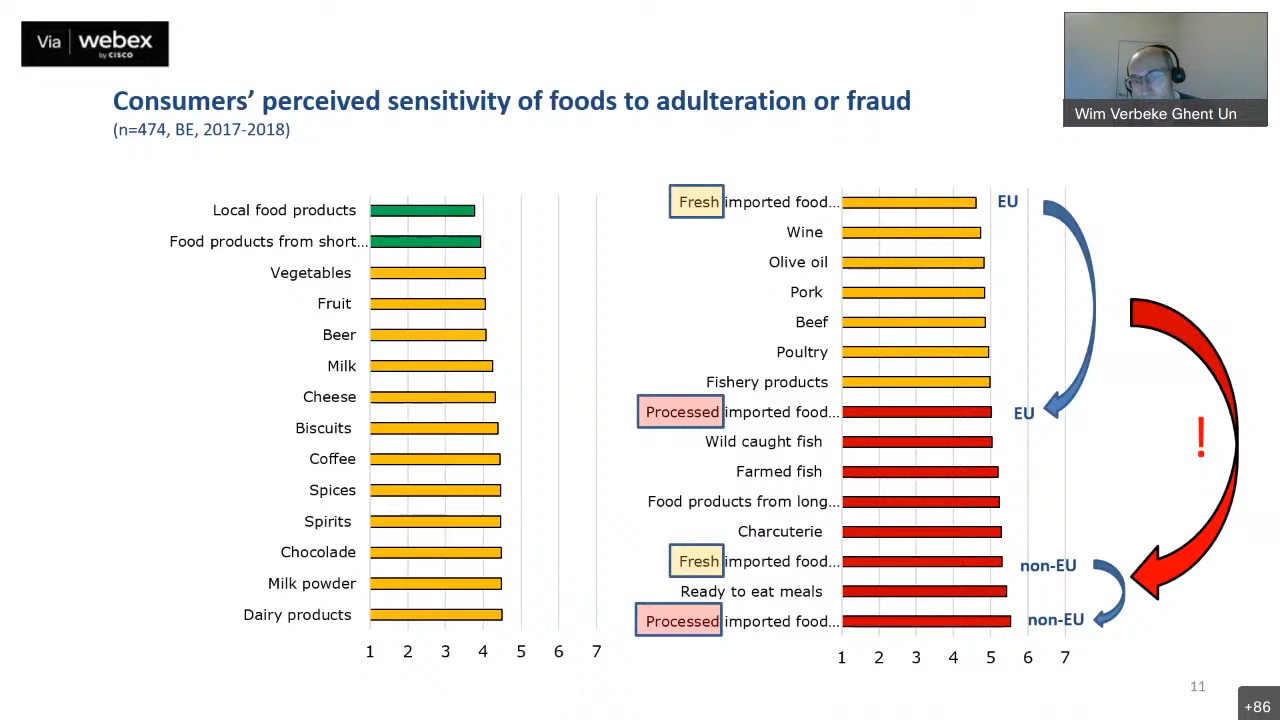 Via webex
by CISCO
Wim Verbeke Ghent Un
Consumers’ perceived sensitivity of foods to adulteration or fraud
(n=474, BE, 2017-2018)
Local food products
Food products from short…
Vegetables
Fruit
Beer
Milk
Cheese
Biscuits
Coffee
Spices
Spirits
Chocolade
Milk powder
Dairy products
1 2 3 4 5 6 7
Fresh imported food… EU
Wine
Olive oil
Pork
Beef
Poultry
Fishery products
Processed imported food… EU
Wild caught fish
Farmed fish
Food products from long…
Charcuterie
Fresh imported food… non-EU
Ready to eat meals
Processed imported food… non-EU
1 2 3 4 5 6 7
!
11
+86